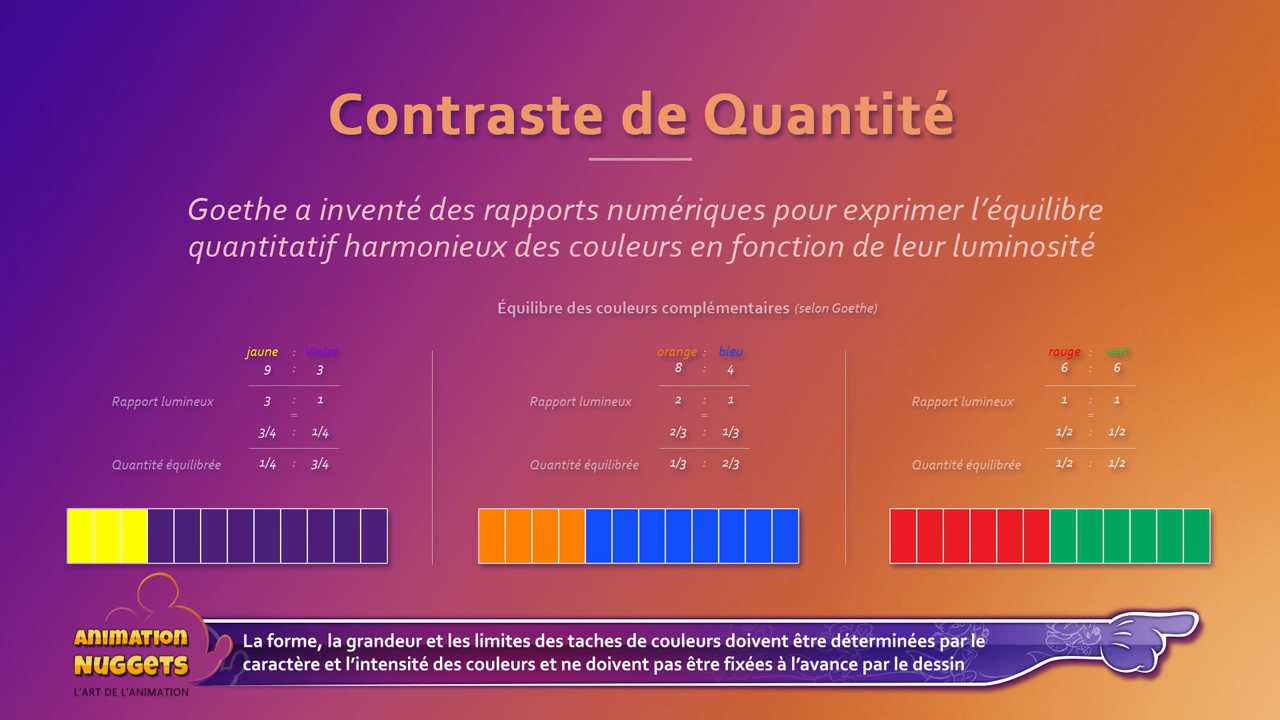 Contraste de Quantité
Goethe a inventé des rapports numériques pour exprimer l'équilibre
quantitatif harmonieux des couleurs en fonction de leur luminosité
Équilibre des couleurs complémentaires (selon Goethe)
jaune : Violet
9 : 3
Rapport lumineux 3 : 1
=
3/4 : 1/4
Quantité équilibrée 1/4 : 3/4
orange : bleu
8 : 4
Rapport lumineux 2 : 1
=
2/3 : 1/3
Quantité équilibrée 1/3 : 2/3
rouge : vert
6 : 6
Rapport lumineux 1 : 1
=
1/2 : 1/2
Quantité équilibrée 1/2 : 1/2
ANiMATiON
NUGGETS
L'ART DE L'ANIMATION
La forme, la grandeur et les limites des taches de couleurs doivent être déterminées par le
caractère et l'intensité des couleurs et ne doivent pas être fixées à l'avance par le dessin